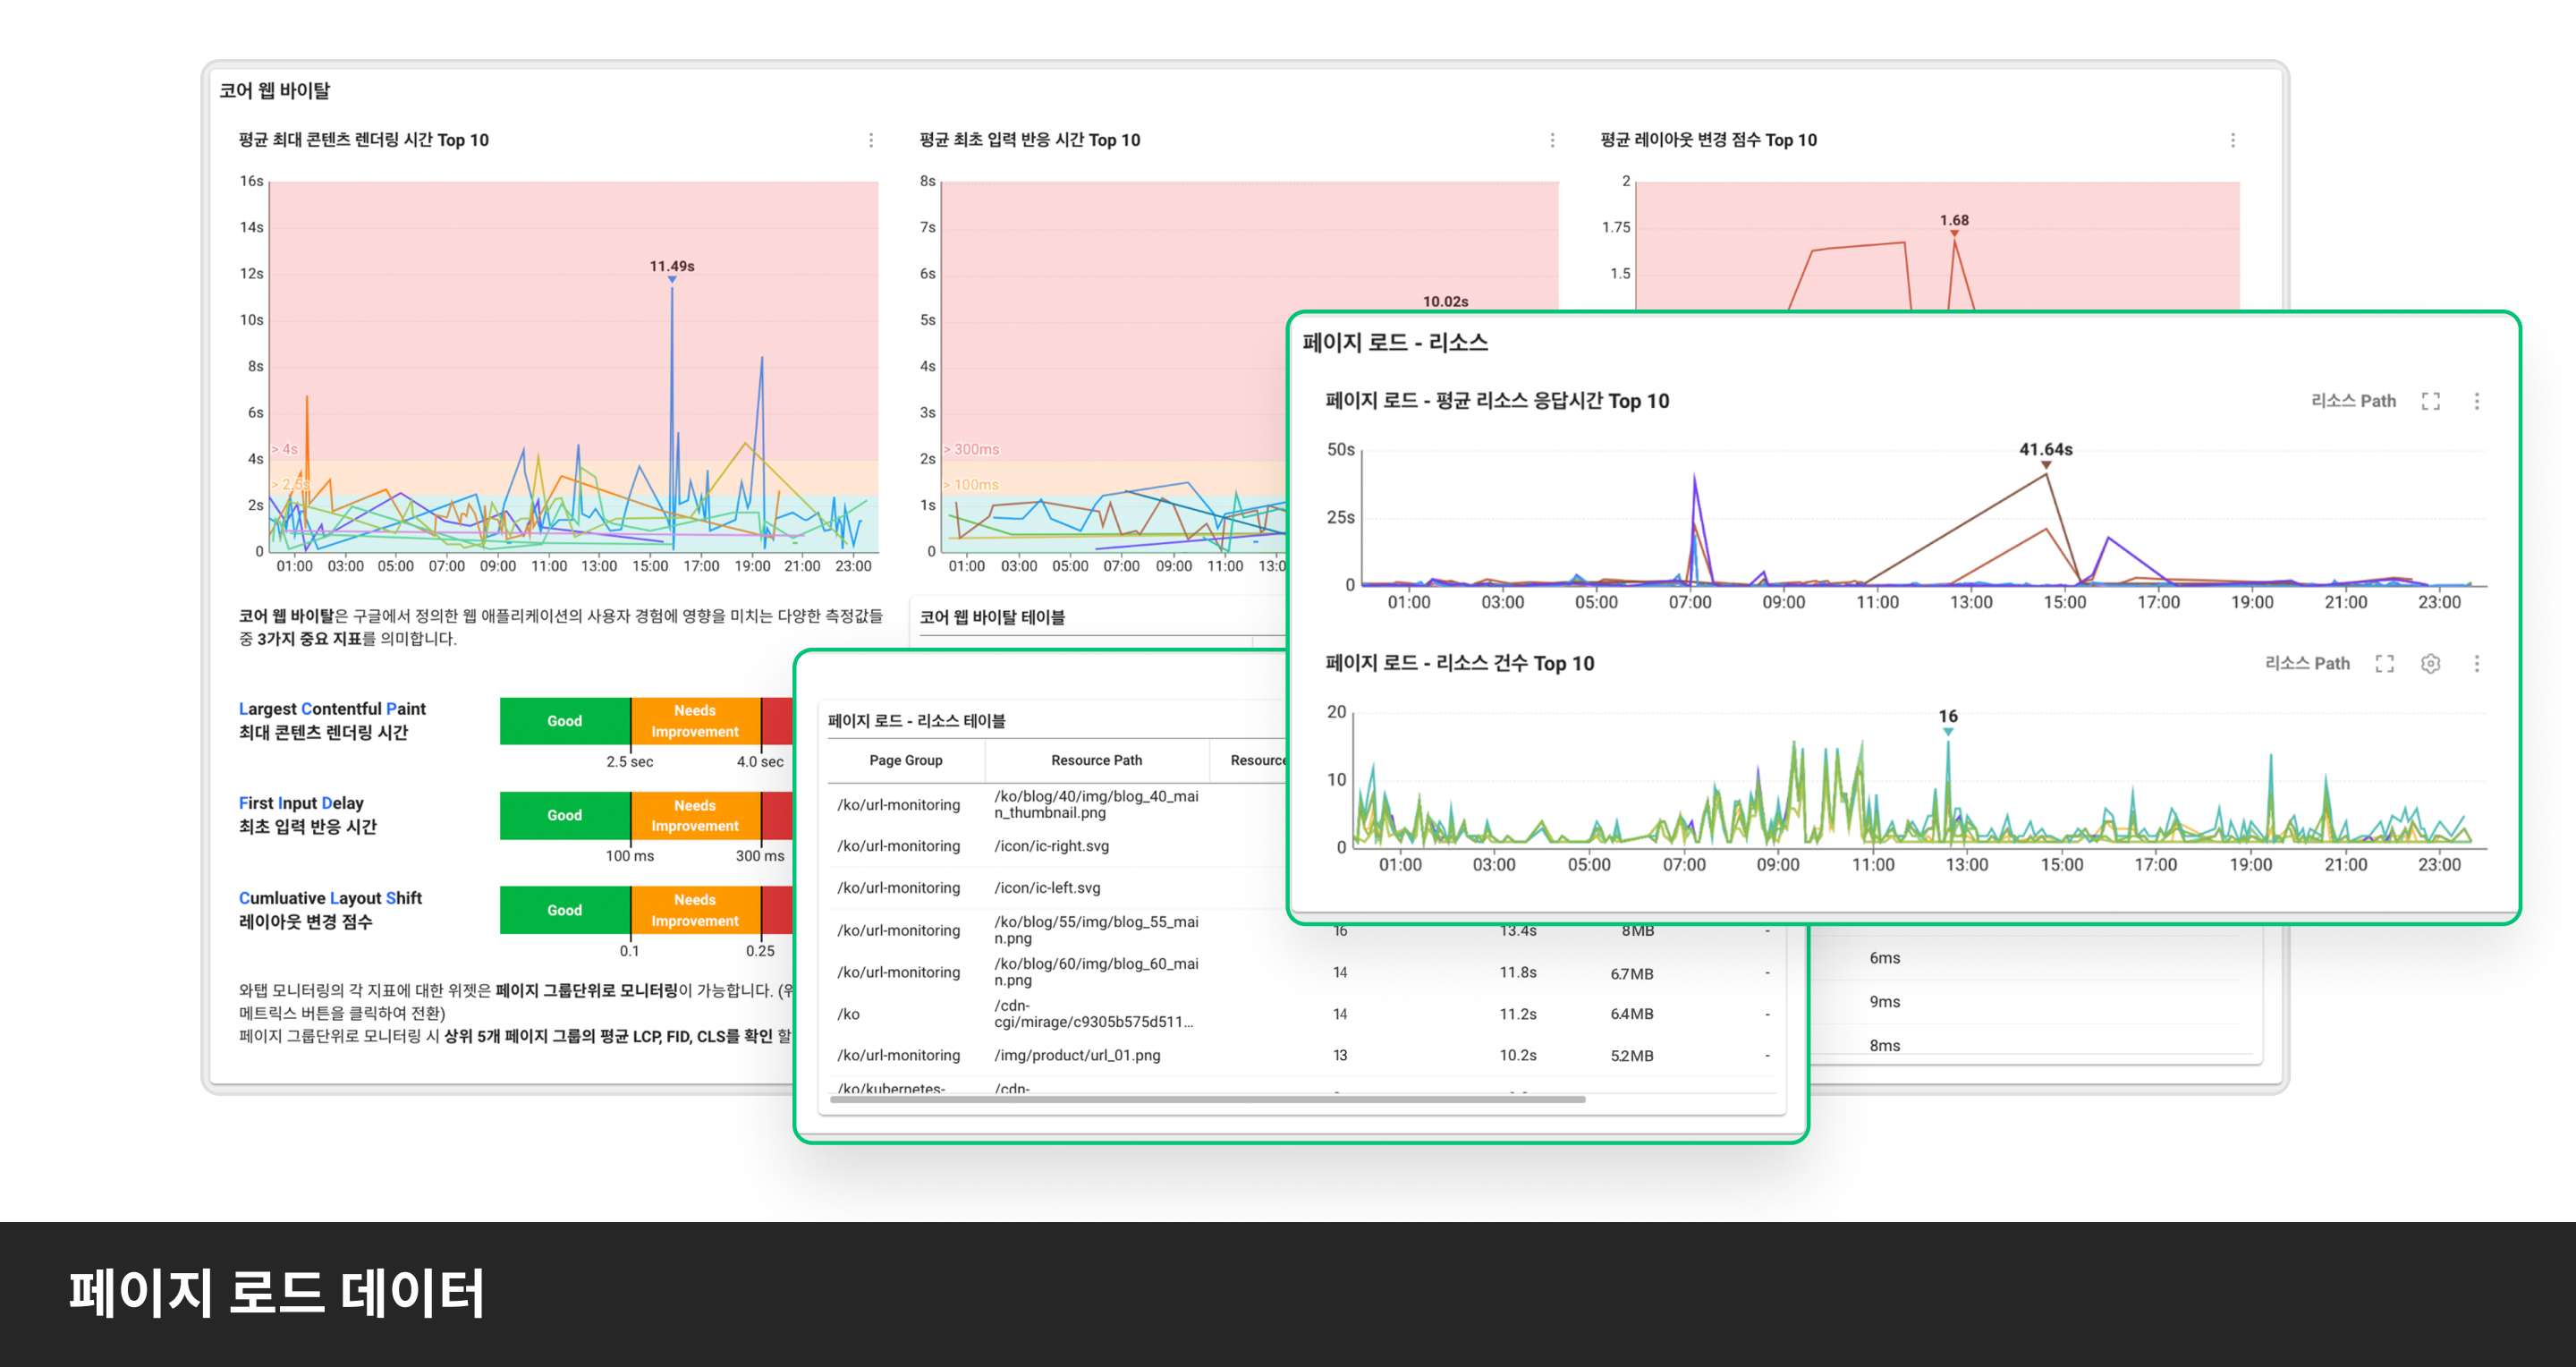 코어 웹 바이탈
평균 최대 콘텐츠 렌더링 시간 Top 10
16s
14s
12s
10s
8s
6s
4s
2s
0
11.49s
> 4s
> 2.5s
01:00 03:00 05:00 07:00 09:00 11:00 13:00 15:00 17:00 19:00 21:00 23:00
평균 최초 입력 반응 시간 Top 10
8s
7s
6s
5s
4s
3s
2s
1s
0
10.02s
> 300ms
> 100ms
01:00 03:00 05:00 07:00 09:00 11:00
평균 레이아웃 변경 점수 Top 10
2
1.75
1.5
1.68
코어 웹 바이탈은 구글에서 정의한 웹 애플리케이션의 사용자 경험에 영향을 미치는 다양한 측정값들
중 3가지 중요 지표를 의미합니다.
Largest Contentful Paint
최대 콘텐츠 렌더링 시간
Good
Needs
Improvement
2.5 sec 4.0 sec
First Input Delay
최초 입력 반응 시간
Good
Needs
Improvement
100 ms 300 ms
Cumluative Layout Shift
레이아웃 변경 점수
Good
Needs
Improvement
0.1 0.25
와탭 모니터링의 각 지표에 대한 위젯은 페이지 그룹단위로 모니터링이 가능합니다.
메트릭스 버튼을 클릭하여 전환)
페이지 그룹단위로 모니터링 시 상위 5개 페이지 그룹의 평균 LCP, FID, CLS를 확인 할
코어 웹 바이탈 테이블
6ms
9ms
8ms
페이지 로드 - 리소스 테이블
Page Group Resource Path Resource
/ko/url-monitoring /ko/blog/40/img/blog_40_mai
n_thumbnail.png
/ko/url-monitoring /icon/ic-right.svg
/ko/url-monitoring /icon/ic-left.svg
/ko/url-monitoring /ko/blog/55/img/blog_55_mai
n.png 16 13.4s 8MB -
/ko/url-monitoring /ko/blog/60/img/blog_60_mai
n.png 14 11.8s 6.7MB -
/ko /cdn-
cgi/mirage/c9305b575d511... 14 11.2s 6.4MB -
/ko/url-monitoring /img/product/url_01.png 13 10.2s 5.2MB -
/ko/kubernetes- /cdn-
페이지 로드 - 리소스
페이지 로드 - 평균 리소스 응답시간 Top 10
리소스 Path
50s
25s
0
41.64s
01:00 03:00 05:00 07:00 09:00 11:00 13:00 15:00 17:00 19:00 21:00 23:00
페이지 로드 - 리소스 건수 Top 10
리소스 Path
20
10
0
16
01:00 03:00 05:00 07:00 09:00 11:00 13:00 15:00 17:00 19:00 21:00 23:00
페이지 로드 데이터